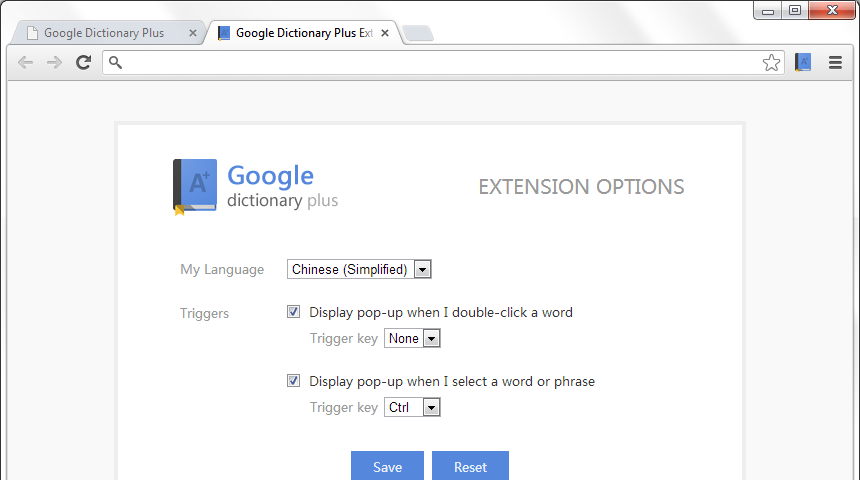 Google Dictionary Plus
Google Dictionary Plus Ext
A+
Google
dictionary plus
EXTENSION OPTIONS
My Language
Chinese (Simplified)
Triggers
Display pop-up when I double-click a word
Trigger key None
Display pop-up when I select a word or phrase
Trigger key Ctrl
Save Reset